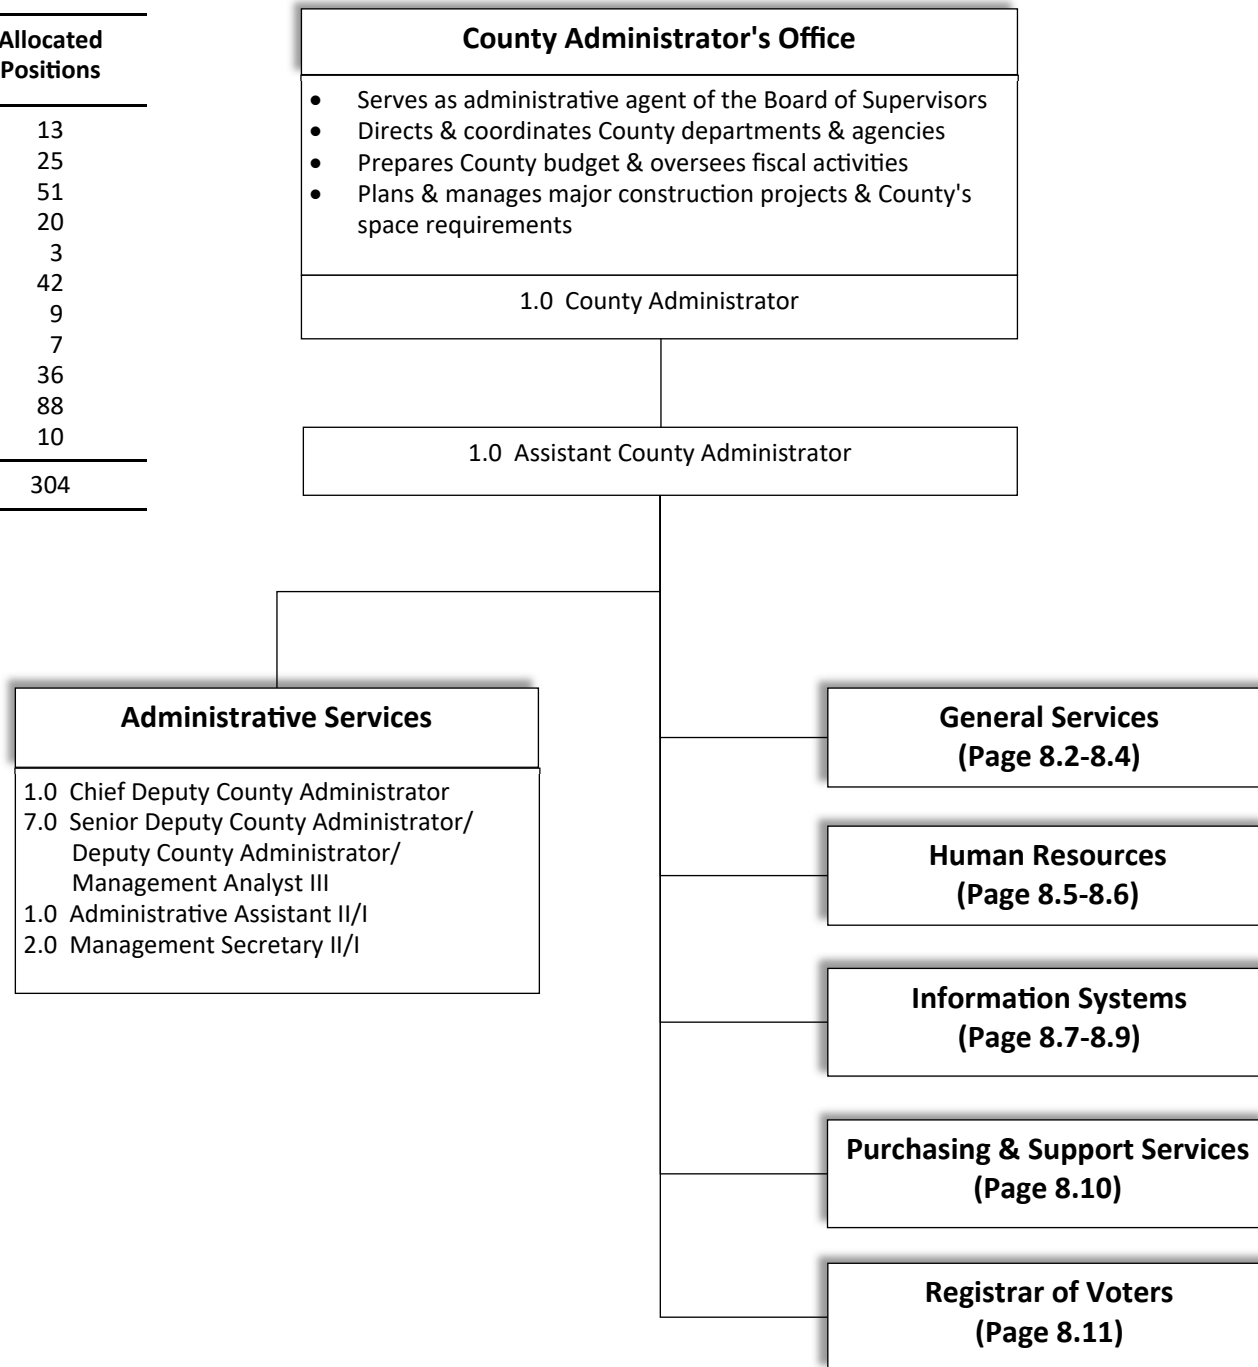 Allocated
Positions
13
25
51
20
3
42
9
7
36
88
10
304
County Administrator's Office
• Serves as administrative agent of the Board of Supervisors
• Directs & coordinates County departments & agencies
• Prepares County budget & oversees fiscal activities
• Plans & manages major construction projects & County's
space requirements
1.0 County Administrator
1.0 Assistant County Administrator
Administrative Services
1.0 Chief Deputy County Administrator
7.0 Senior Deputy County Administrator/
Deputy County Administrator/
Management Analyst III
1.0 Administrative Assistant II/I
2.0 Management Secretary II/I
General Services
(Page 8.2-8.4)
Human Resources
(Page 8.5-8.6)
Information Systems
(Page 8.7-8.9)
Purchasing & Support Services
(Page 8.10)
Registrar of Voters
(Page 8.11)